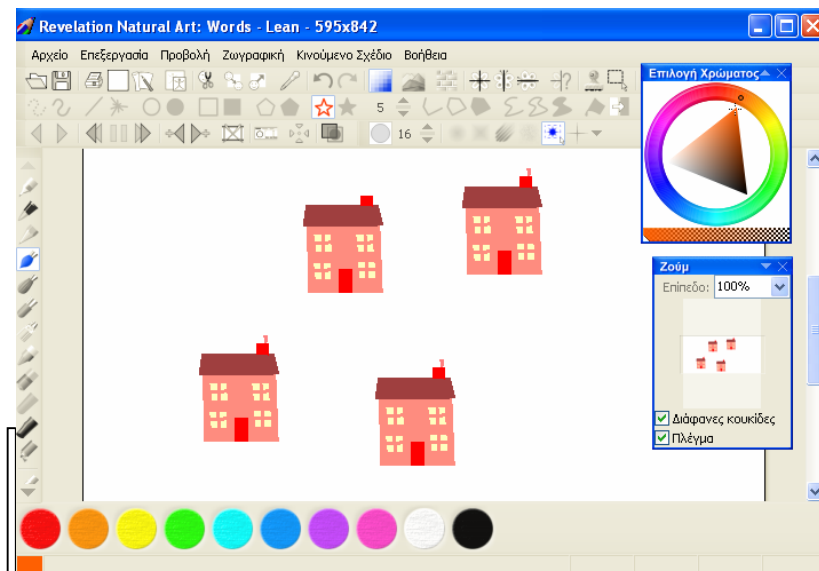 Revelation Natural Art: Words - Lean - 595x842
Αρχείο Επεξεργασία Προβολή Ζωγραφική Κινούμενο Σχέδιο Βοήθεια
Επιλογή Χρώματος
5
16
Ζούμ
Επίπεδο: 100%
Διάφανες κουκίδες
Πλέγμα